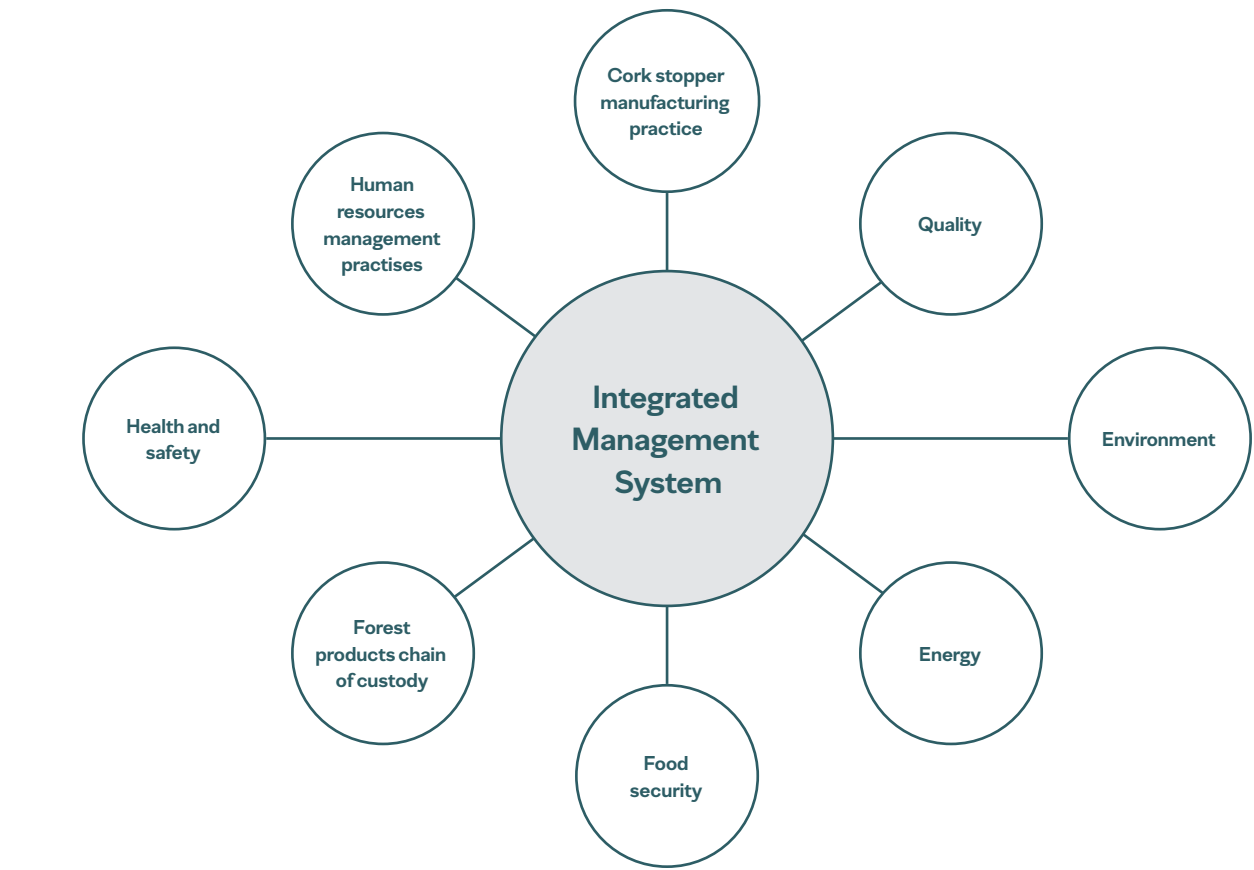 Cork stopper
manufacturing
practice
Human
resources
management
practises
Quality
Integrated
Management
System
Health and
safety
Environment
Forest
products chain
of custody
Energy
Food
security